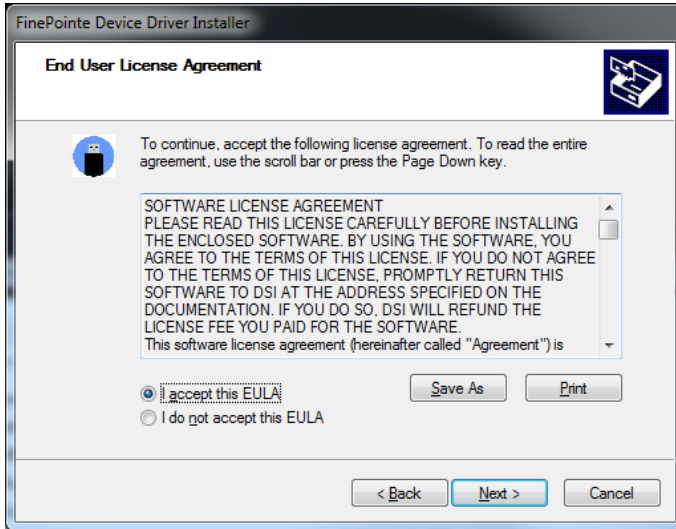 FinePointe Device Driver Installer
End User License Agreement
To continue, accept the following license agreement. To read the entire
agreement, use the scroll bar or press the Page Down key.
SOFTWARE LICENSE AGREEMENT
PLEASE READ THIS LICENSE CAREFULLY BEFORE INSTALLING
THE ENCLOSED SOFTWARE. BY USING THE SOFTWARE, YOU
AGREE TO THE TERMS OF THIS LICENSE. IF YOU DO NOT AGREE
TO THE TERMS OF THIS LICENSE, PROMPTLY RETURN THIS
SOFTWARE TO DSI AT THE ADDRESS SPECIFIED ON THE
DOCUMENTATION. IF YOU DO SO, DSI WILL REFUND THE
LICENSE FEE YOU PAID FOR THE SOFTWARE.
This software license agreement (hereinafter called "Agreement") is
I accept this EULA
Save As
Print
I do not accept this EULA
< Back
Next >
Cancel